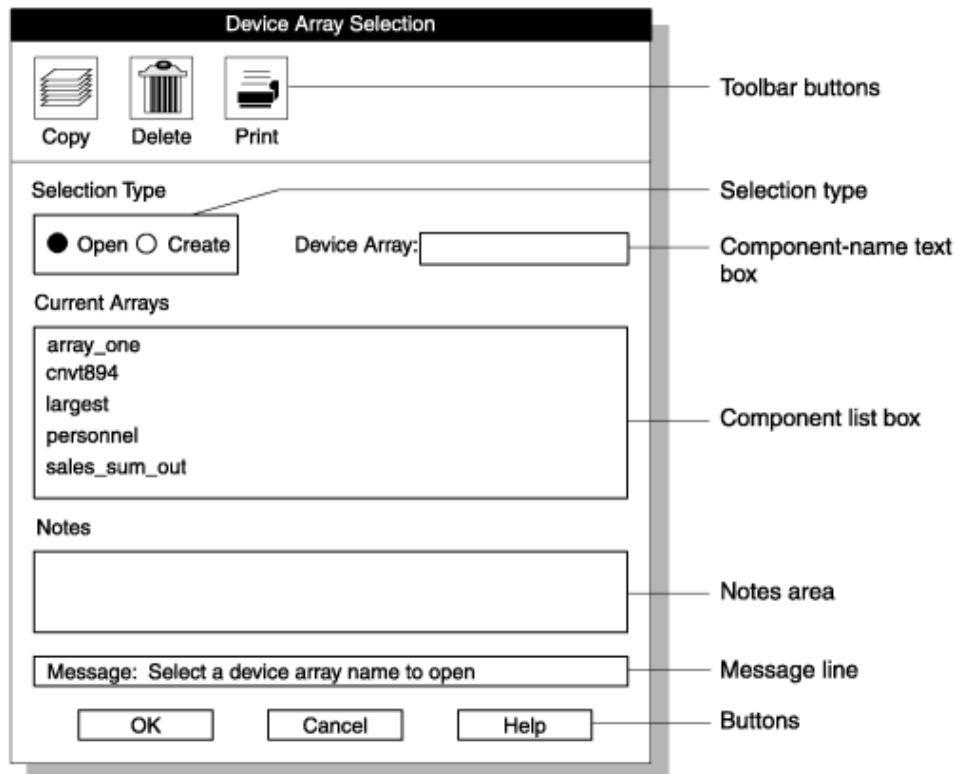 Device Array Selection
Copy Delete Print
Toolbar buttons
Selection Type
Selection type
Open Create
Device Array:
Component-name text
box
Current Arrays
array_one
cnvt894
largest
personnel
sales_sum_out
Component list box
Notes
Notes area
Message: Select a device array name to open
Message line
OK Cancel Help
Buttons